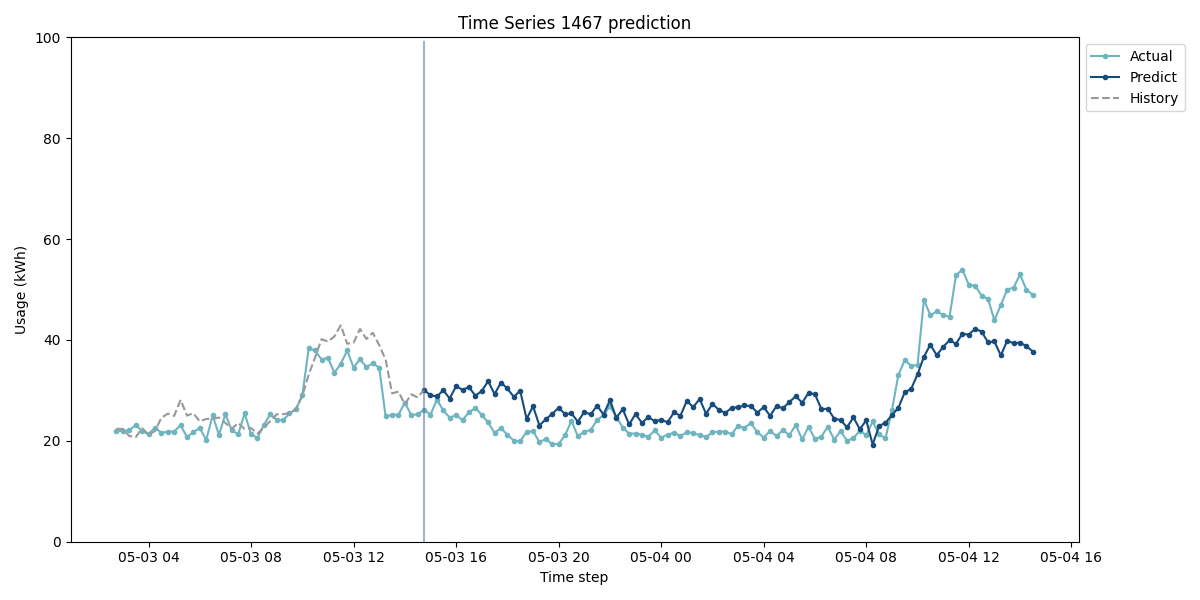 Time Series 1467 prediction
Usage (kWh)
100
80
60
40
20
0
05-03 04
05-03 08
05-03 12
05-03 16
05-03 20
05-04 00
05-04 04
05-04 08
05-04 12
05-04 16
Time step
Actual
Predict
History